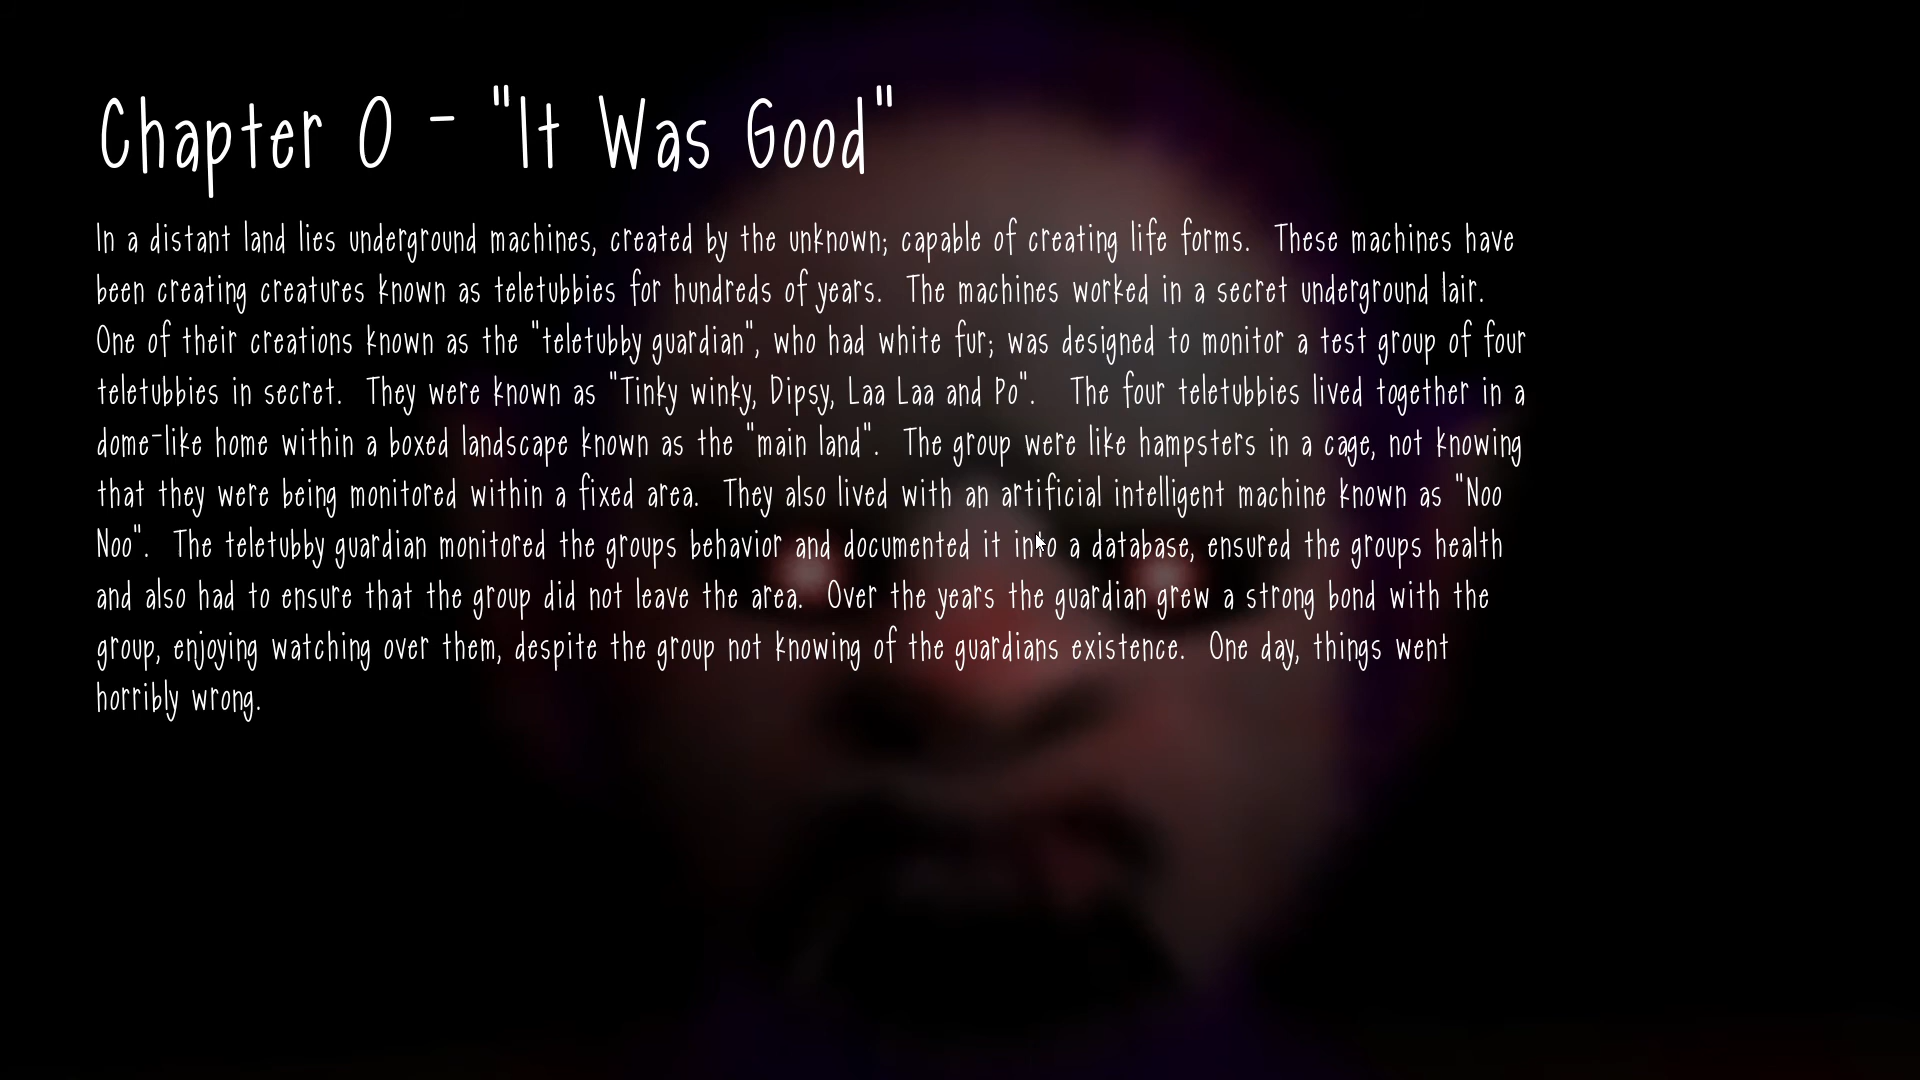 Chapter 0 - "It Was Good"
In a distant land lies underground machines, created by the unknown; capable of creating life forms.  These machines have
been creating creatures known as teletubbies for hundreds of years.  The machines worked in a secret underground lair.
One of their creations known as the "teletubby guardian", who had white fur; was designed to monitor a test group of four
teletubbies in secret.  They were known as "Tinky winky, Dipsy, Laa Laa and Po".   The four teletubbies lived together in a
dome-like home within a boxed landscape known as the "main land".  The group were like hampsters in a cage, not knowing
that they were being monitored within a fixed area.  They also lived with an artificial intelligent machine known as "Noo
Noo".  The teletubby guardian monitored the groups behavior and documented it into a database, ensured the groups health
and also had to ensure that the group did not leave the area.  Over the years the guardian grew a strong bond with the
group, enjoying watching over them, despite the group not knowing of the guardians existence.  One day, things went
horribly wrong.